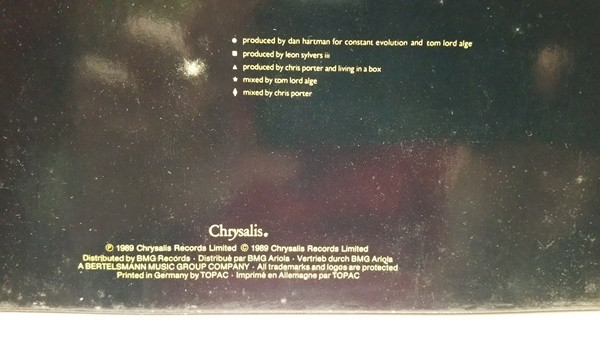 ● produced by dan hartman for constant evolution and tom lord alge
■ produced by leon sylvers iii
▲ produced by chris porter and living in a box
★ mixed by tom lord alge
♦ mixed by chris porter
Chrysalis.
℗ 1989 Chrysalis Records Limited © 1989 Chrysalis Records Limited
Distributed by BMG Records · Distribué par BMG Ariola · Vertrieb durch BMG Ariola
A BERTELSMANN MUSIC GROUP COMPANY · All trademarks and logos are protected
Printed in Germany by TOPAC · Imprimé en Allemagne par TOPAC